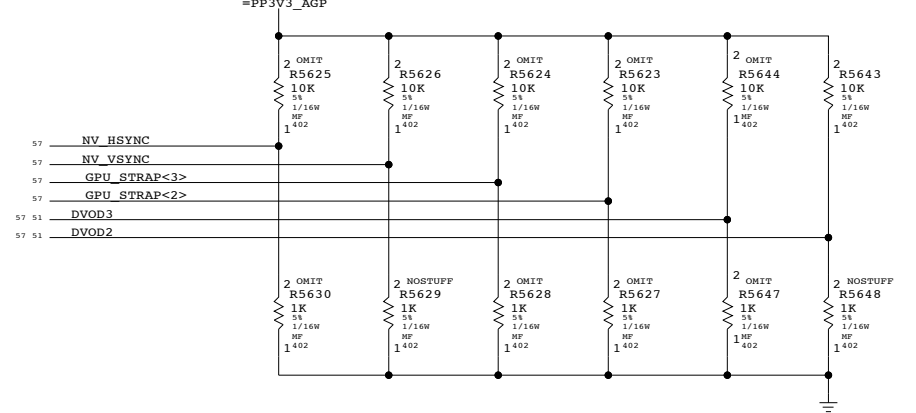 =PP3V3_AGP
2 OMIT
R5625
10K
5%
1/16W
MF
1 402
2
R5626
10K
5%
1/16W
MF
1 402
2 OMIT
R5624
10K
5%
1/16W
MF
1 402
2 OMIT
R5623
10K
5%
1/16W
MF
1 402
2 OMIT
R5644
10K
5%
1/16W
1 MF
402
2
R5643
10K
5%
1/16W
MF
1 402
57 NV_HSYNC
57 NV_VSYNC
57 GPU_STRAP<3>
57 GPU_STRAP<2>
57 51 DVOD3
57 51 DVOD2
2 OMIT
R5630
1K
5%
1/16W
MF
1 402
2 NOSTUFF
R5629
1K
5%
1/16W
MF
1 402
2 OMIT
R5628
1K
5%
1/16W
MF
1 402
2 OMIT
R5627
1K
5%
1/16W
MF
1 402
2 OMIT
R5647
1K
5%
1/16W
1 MF
402
2 NOSTUFF
R5648
1K
5%
1/16W
MF
1 402